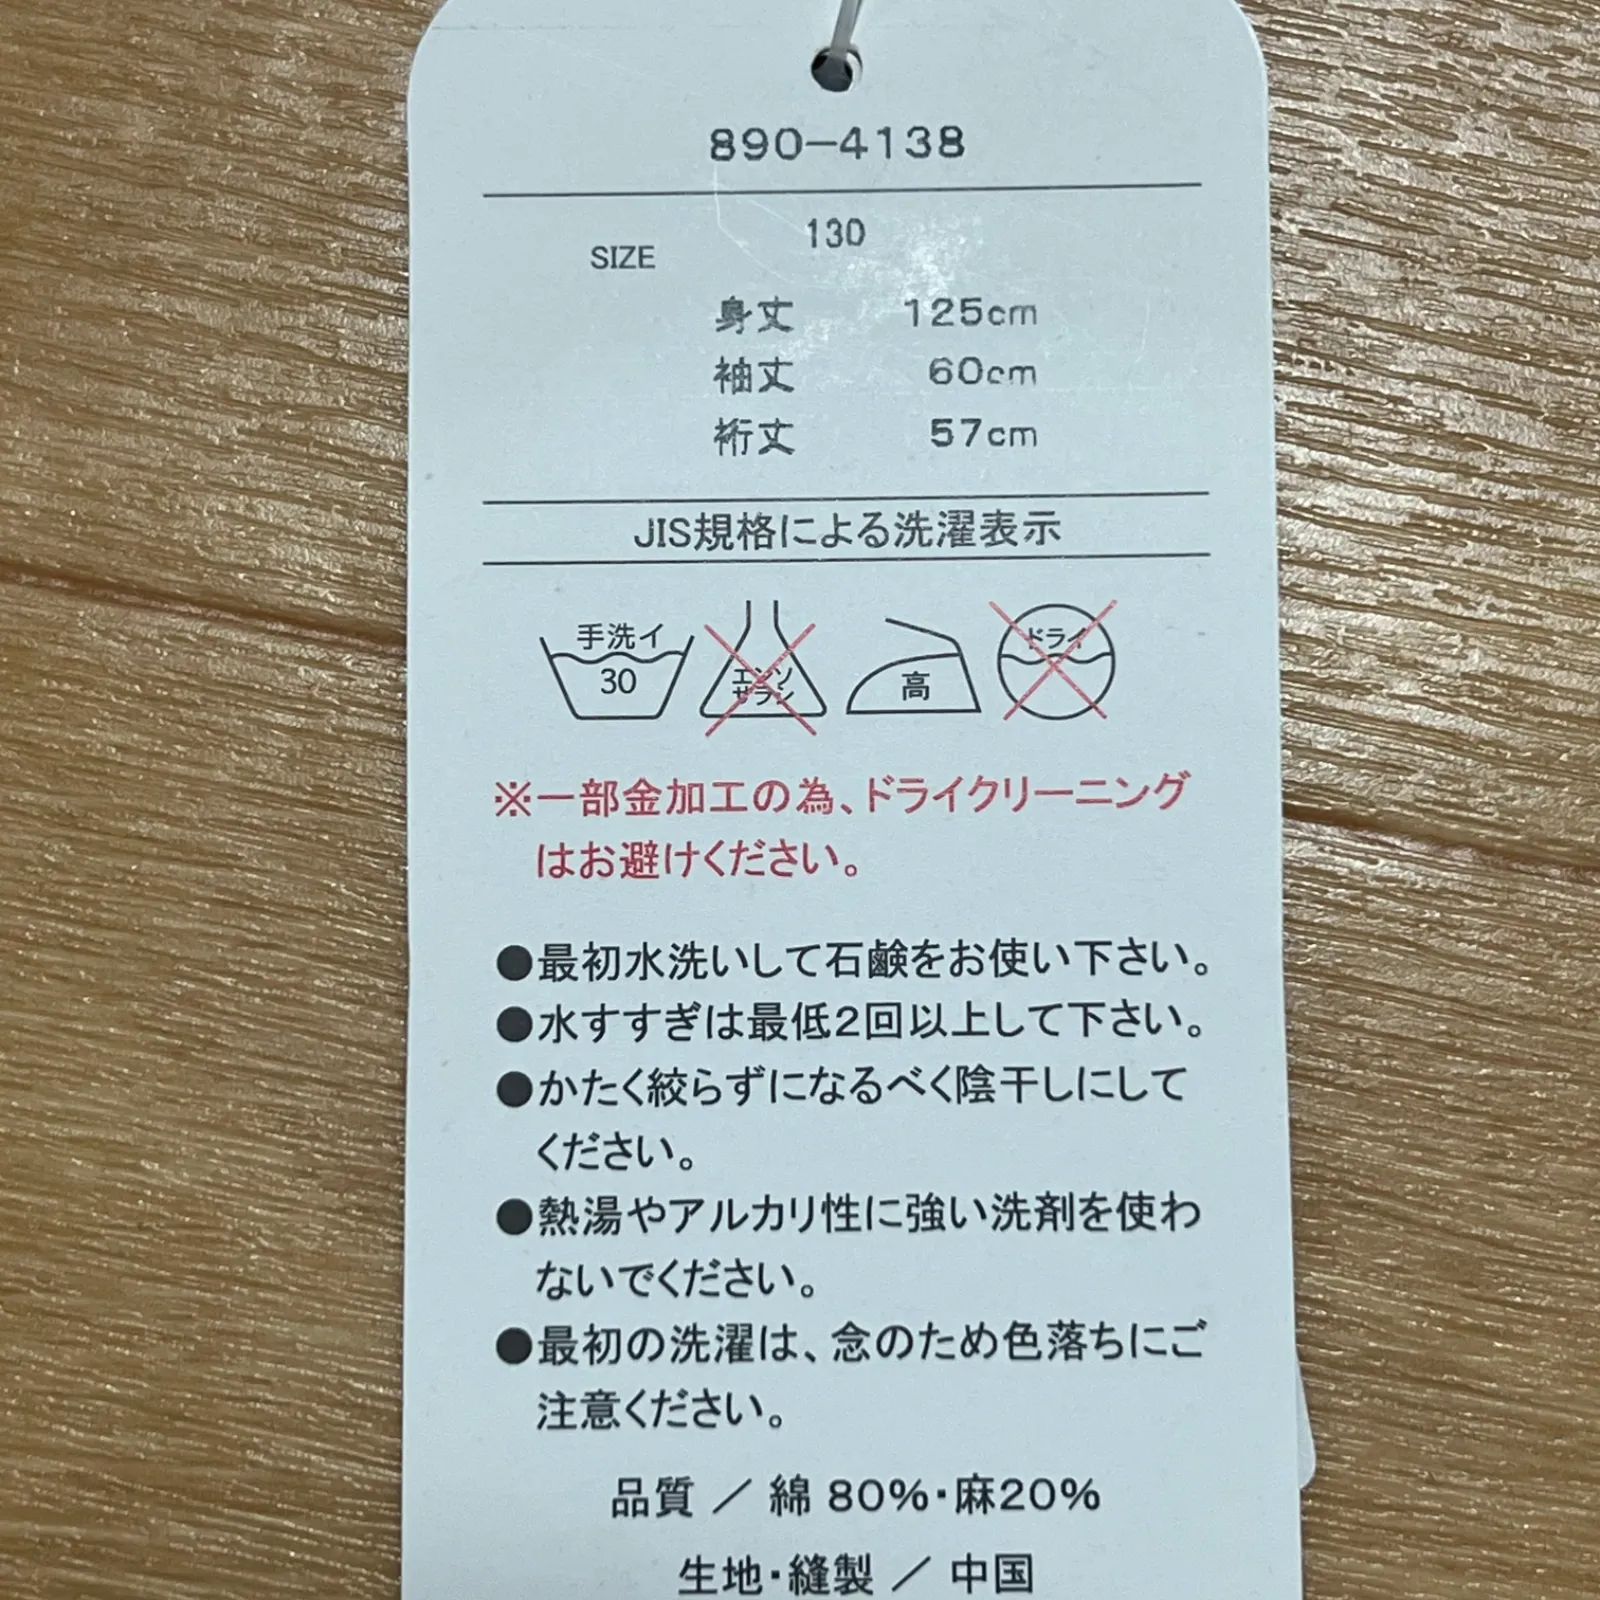 890-4138
130
SIZE
身丈 125cm
袖丈 60cm
裄丈 57cm
JIS規格による洗濯表示
手洗イ
30
エンソ
サラシ
高
ドライ
※一部金加工の為、ドライクリーニング
はお避けください。
●最初水洗いして石鹸をお使い下さい。
●水すすぎは最低2回以上して下さい。
●かたく絞らずになるべく陰干しにして
ください。
●熱湯やアルカリ性に強い洗剤を使わ
ないでください。
●最初の洗濯は、念のため色落ちにご
注意ください。
品質／綿 80%・麻20%
生地・縫製／中国